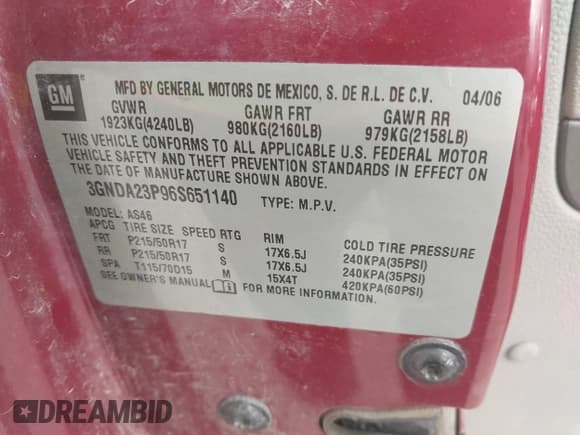 GM ®
MFD BY GENERAL MOTORS DE MEXICO, S. DE R.L. DE C.V. 04/06
GVWR GAWR FRT GAWR RR
1923KG(4240LB) 980KG(2160LB) 979KG(2158LB)
THIS VEHICLE CONFORMS TO ALL APPLICABLE U.S. FEDERAL MOTOR
VEHICLE SAFETY AND THEFT PREVENTION STANDARDS IN EFFECT ON
THE DATE OF MANUFACTURE SHOWN ABOVE.
3GNDA23P96S651140 TYPE: M.P.V.
MODEL: AS46
APCG TIRE SIZE SPEED RTG RIM COLD TIRE PRESSURE
FRT P215/50R17 S 17X6.5J 240KPA(35PSI)
RR P215/50R17 S 17X6.5J 240KPA(35PSI)
SPA T115/70D15 M 15X4T 420KPA(60PSI)
SEE OWNER'S MANUAL FOR MORE INFORMATION.
DREAMBID